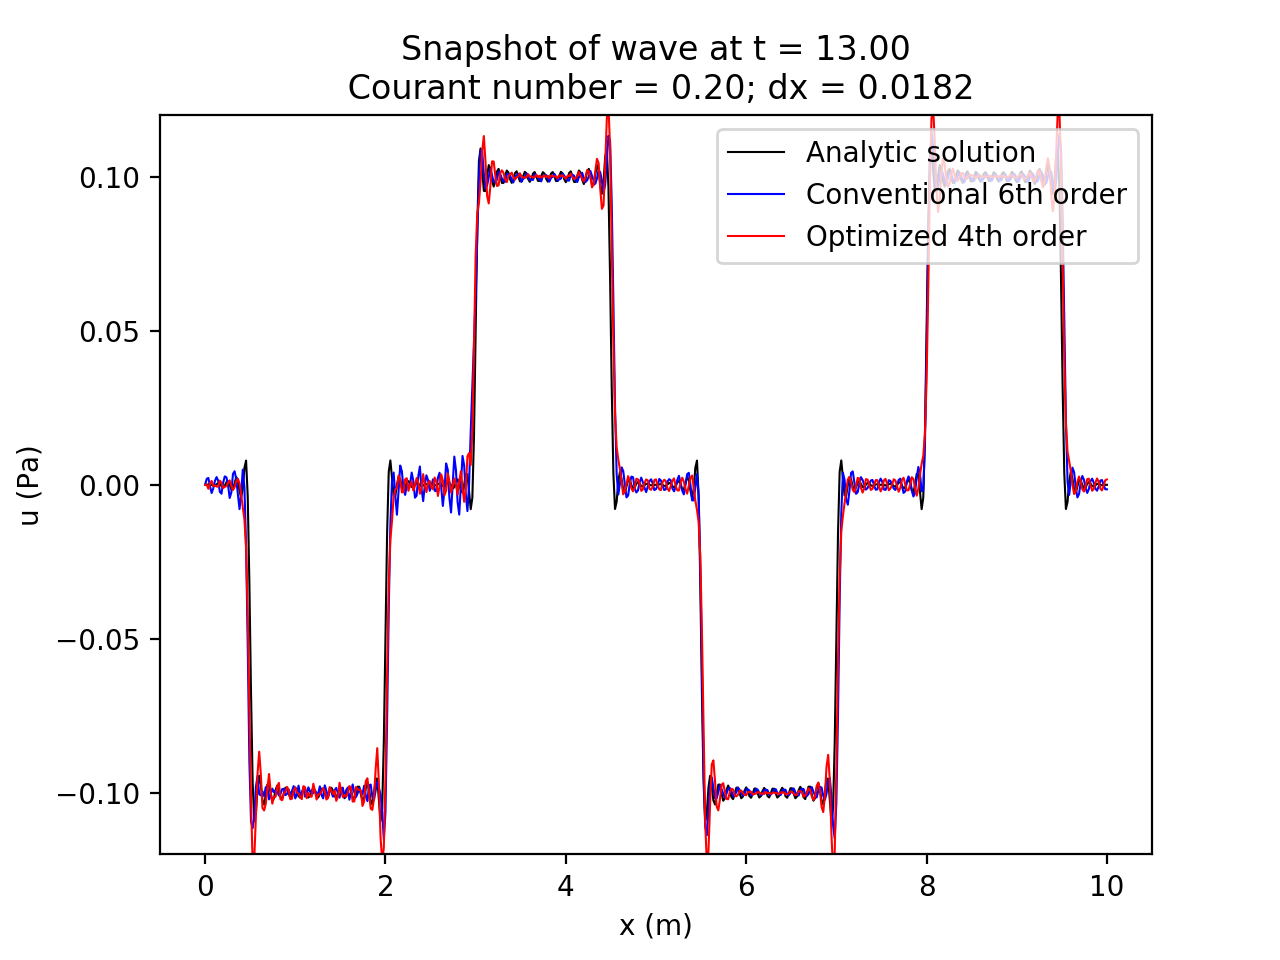 Snapshot of wave at t = 13.00
Courant number = 0.20; dx = 0.0182
Analytic solution
Conventional 6th order
Optimized 4th order
0.10
0.05
0.00
−0.05
−0.10
u (Pa)
0 2 4 6 8 10
x (m)